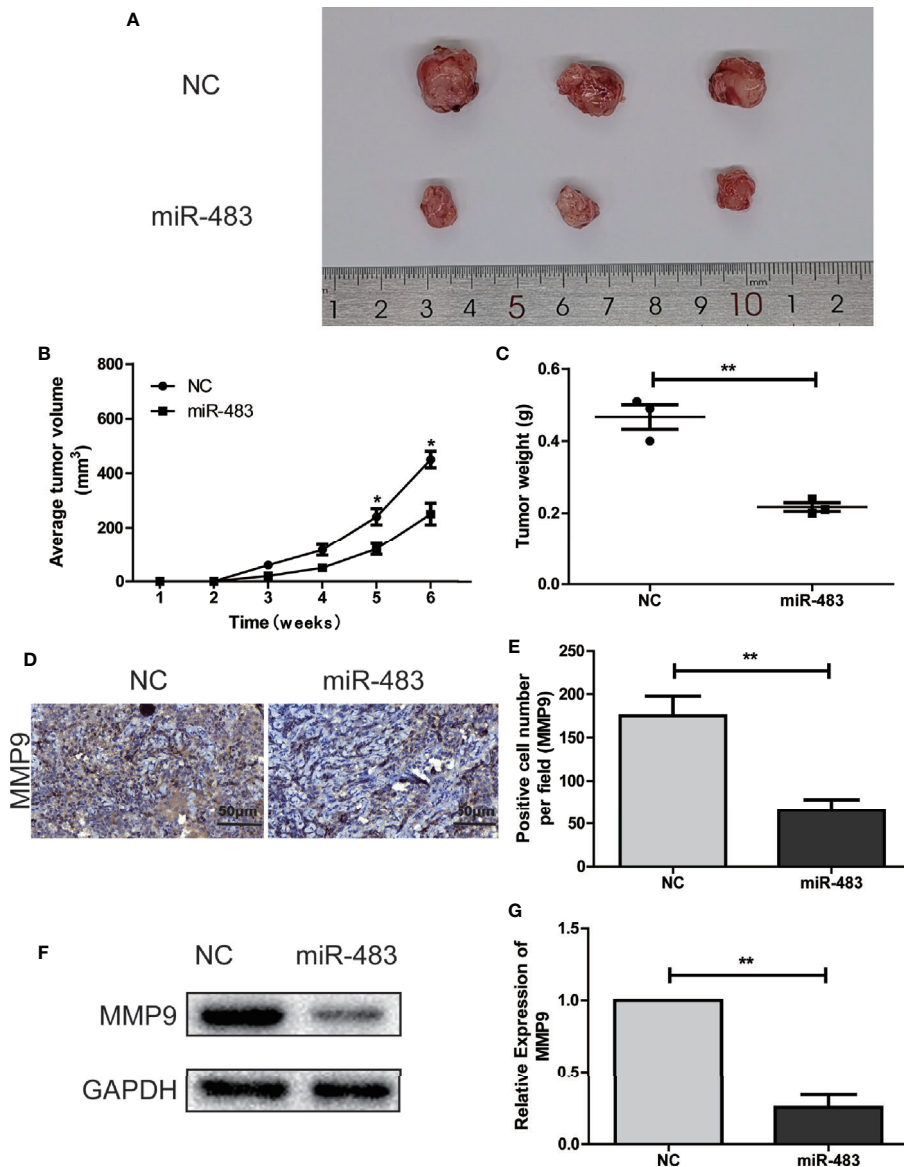 A
NC
miR-483
mm
1 2 3 4 5 6 7 8 9 10 1 2
B
800
600
400
200
0
Average tumor volume
(mm3)
NC
miR-483
*
*
1 2 3 4 5 6
Time(weeks)
C
**
0.6
0.4
0.2
0.0
Tumor weight (g)
NC miR-483
D
NC miR-483
MMP9
50μm 50μm
E
**
250
200
150
100
50
0
Positive cell number
per field (MMP9)
NC miR-483
F
NC miR-483
MMP9
GAPDH
G
**
1.5
1.0
0.5
0.0
Relative Expression of
MMP9
NC miR-483